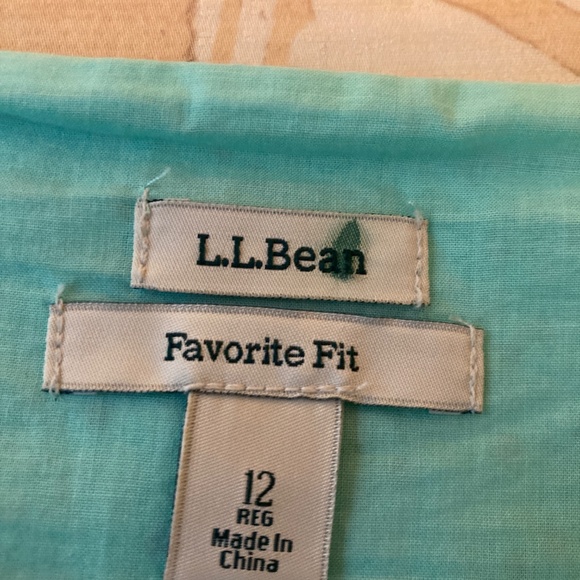 L.L.Bean
Favorite Fit
12
REG
Made In
China